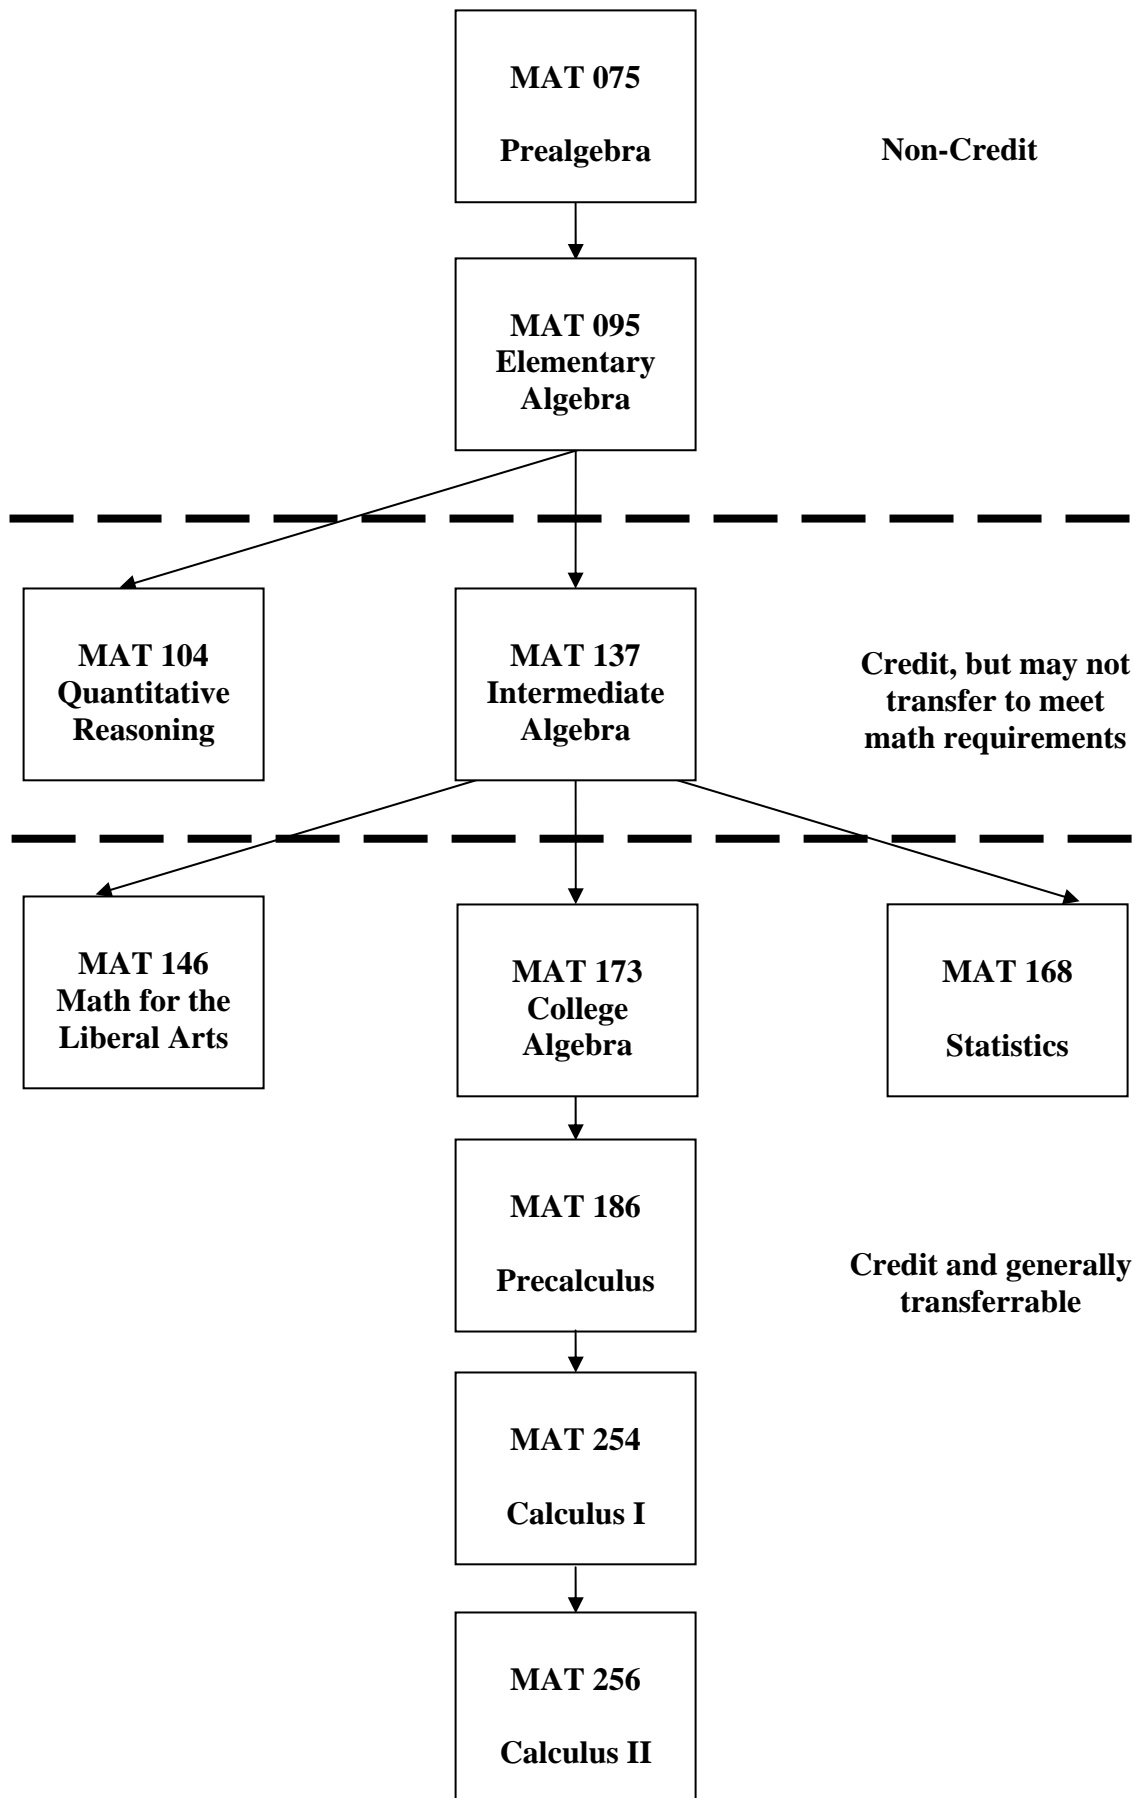 MAT 075
Prealgebra
Non-Credit
MAT 095
Elementary
Algebra
MAT 104
Quantitative
Reasoning
MAT 137
Intermediate
Algebra
Credit, but may not
transfer to meet
math requirements
MAT 146
Math for the
Liberal Arts
MAT 173
College
Algebra
MAT 168
Statistics
MAT 186
Precalculus
Credit and generally
transferrable
MAT 254
Calculus I
MAT 256
Calculus II